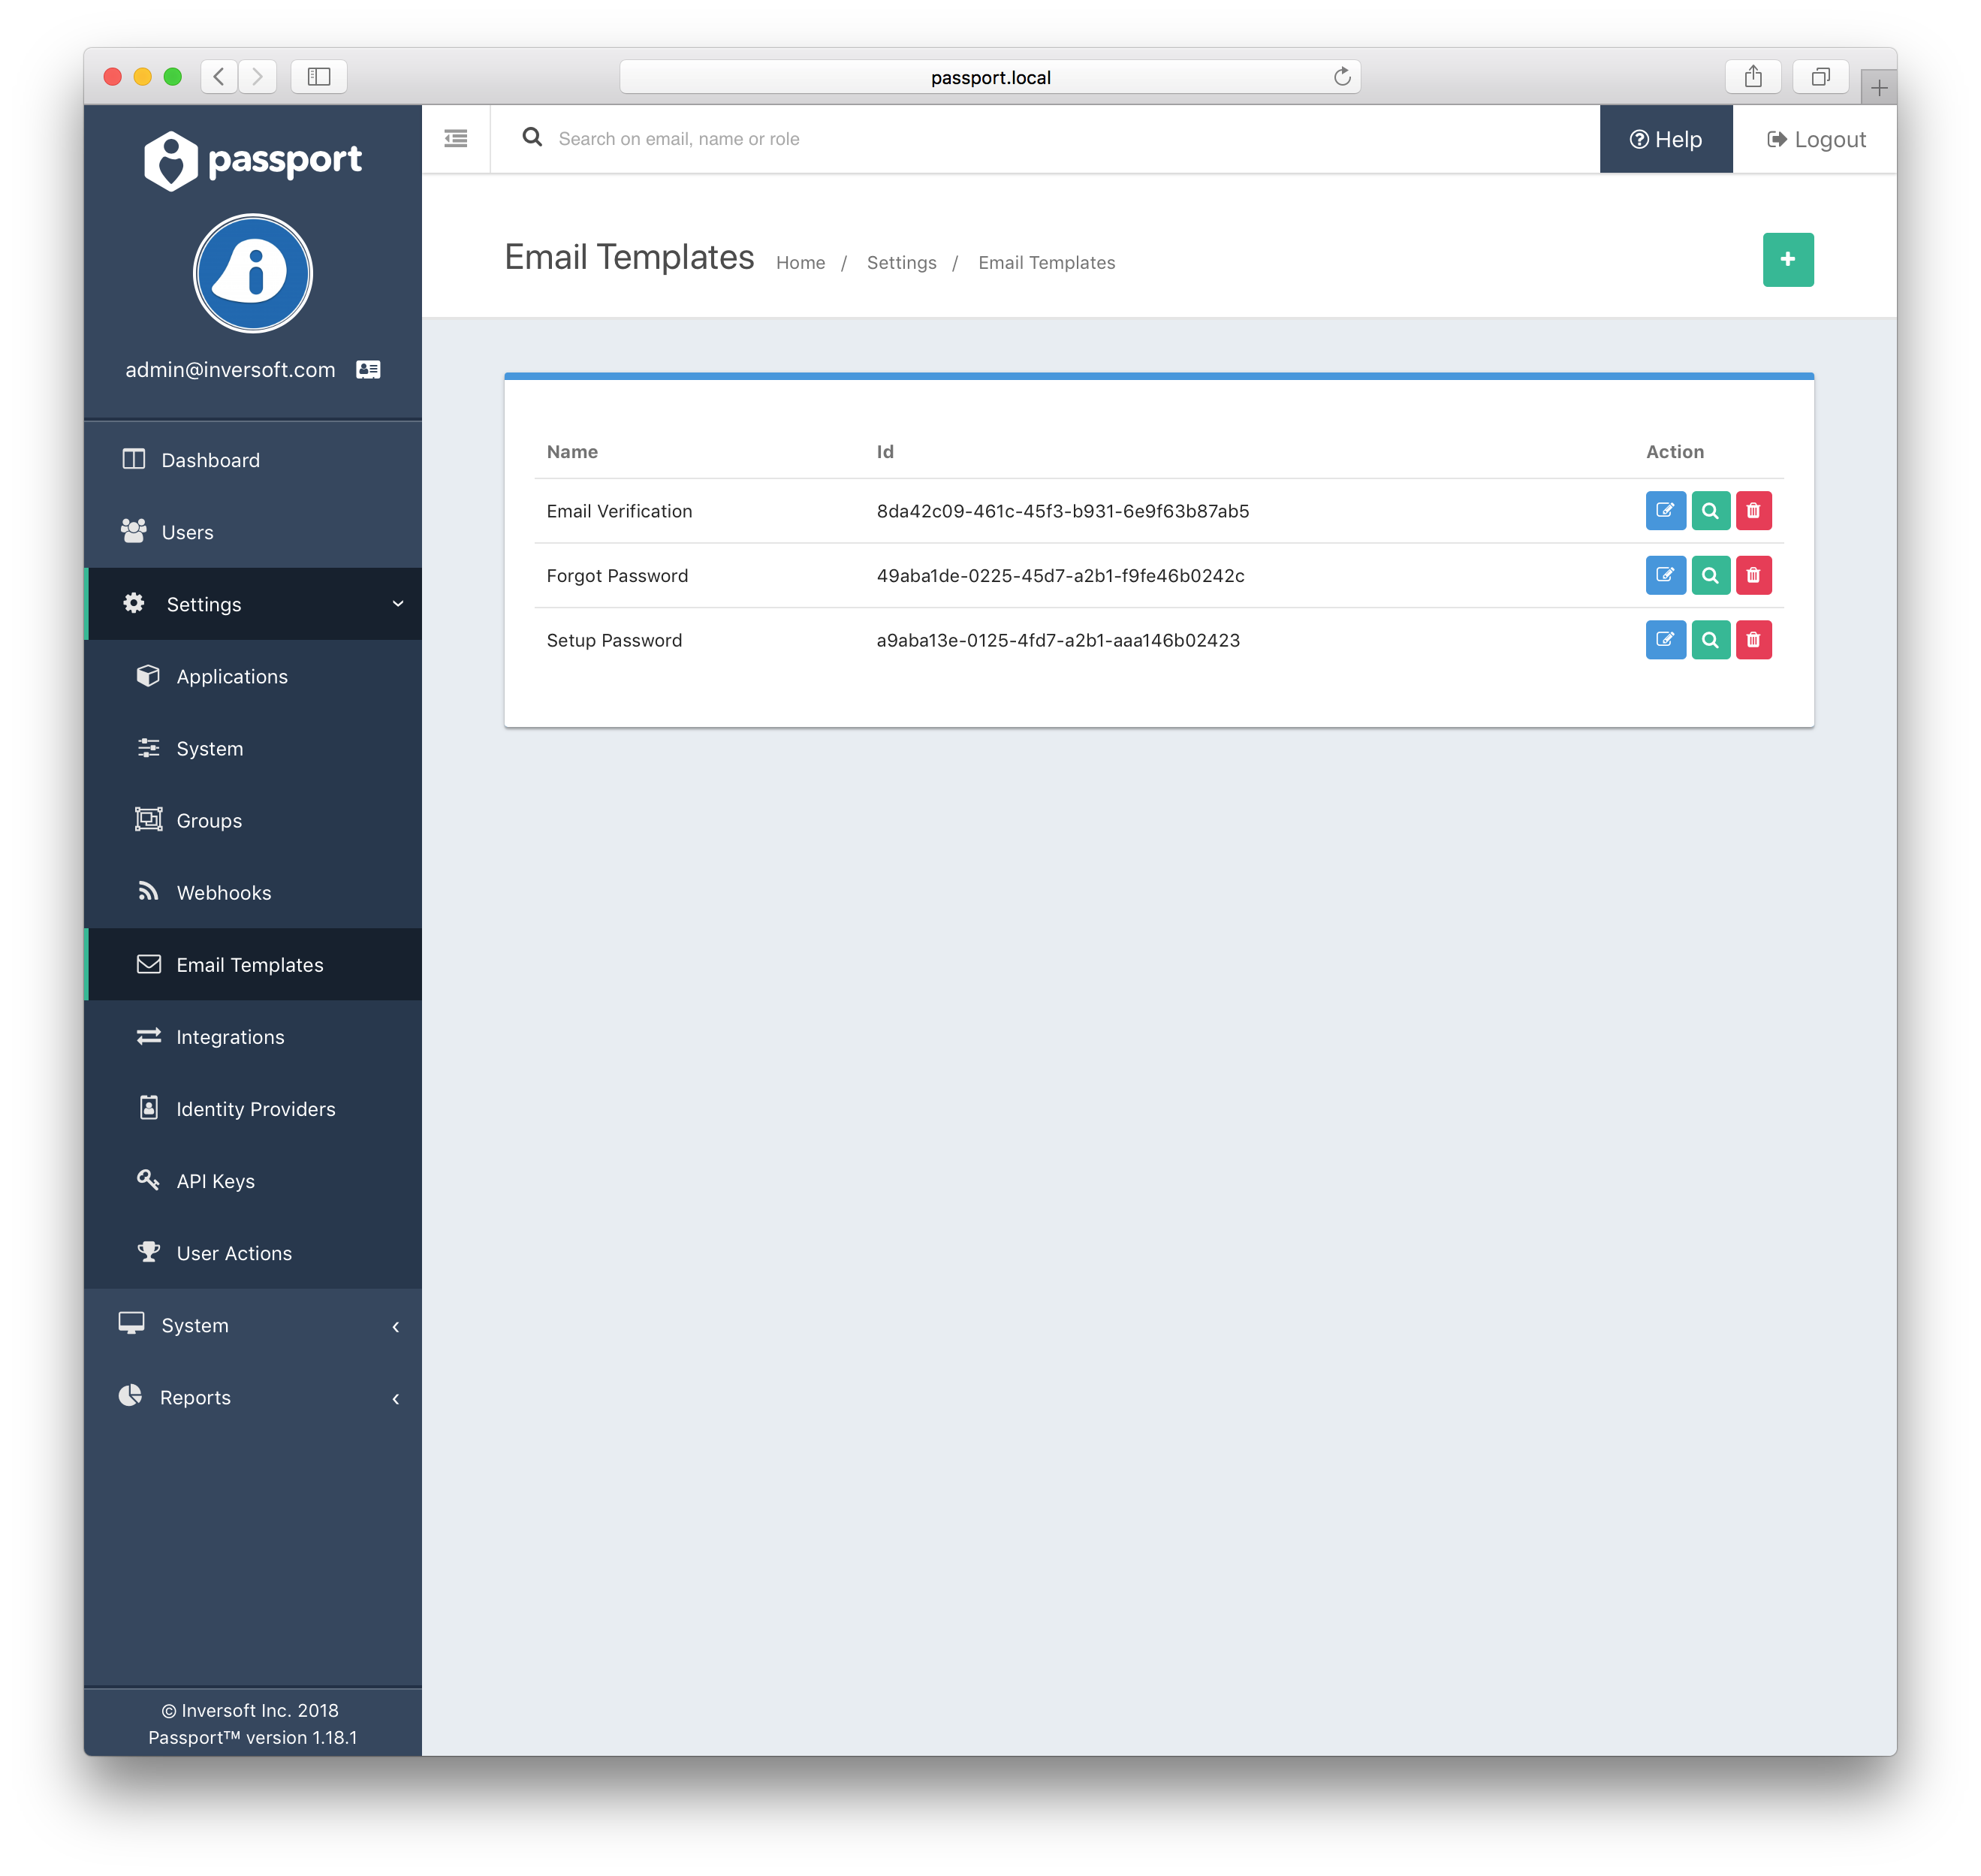 passport.local
passport
Search on email, name or role
Help
Logout
Email Templates
Home / Settings / Email Templates
admin@inversoft.com
Dashboard
Users
Settings
Applications
System
Groups
Webhooks
Email Templates
Integrations
Identity Providers
API Keys
User Actions
System
Reports
© Inversoft Inc. 2018
Passport™ version 1.18.1
Name Id Action
Email Verification 8da42c09-461c-45f3-b931-6e9f63b87ab5
Forgot Password 49aba1de-0225-45d7-a2b1-f9fe46b0242c
Setup Password a9aba13e-0125-4fd7-a2b1-aaa146b02423